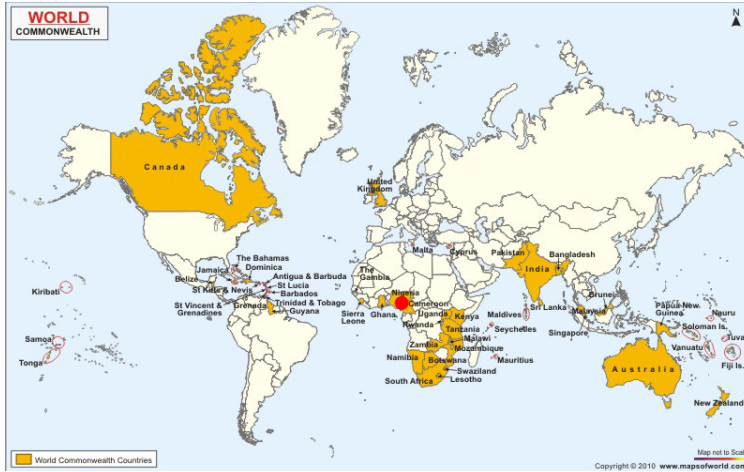 WORLD
COMMONWEALTH
N
Canada
United
Kingdom
The Bahamas
Dominica
Jamaica
Antigua & Barbuda
Belize
St Kitts & Nevis
St Lucia
Barbados
St Vincent &
Grenadines
Grenada
Trinidad & Tobago
Guyana
Kiribati
Samoa
Tonga
Malta
Cyprus
Pakistan
Bangladesh
India
The
Gambia
Nigeria
Cameroon
Sierra
Leone
Ghana
Uganda
Kenya
Rwanda
Tanzania
Malawi
Zambia
Mozambique
Namibia
Botswana
Swaziland
South Africa
Lesotho
Maldives
Sri Lanka
Seychelles
Mauritius
Brunei
Malaysia
Singapore
Papua New
Guinea
Nauru
Soloman Is.
Tuva
Vanuatu
Fiji Is.
Australia
New Zealand
World Commonwealth Countries
Map not to Scal
Copyright © 2010 www.mapsofworld.com